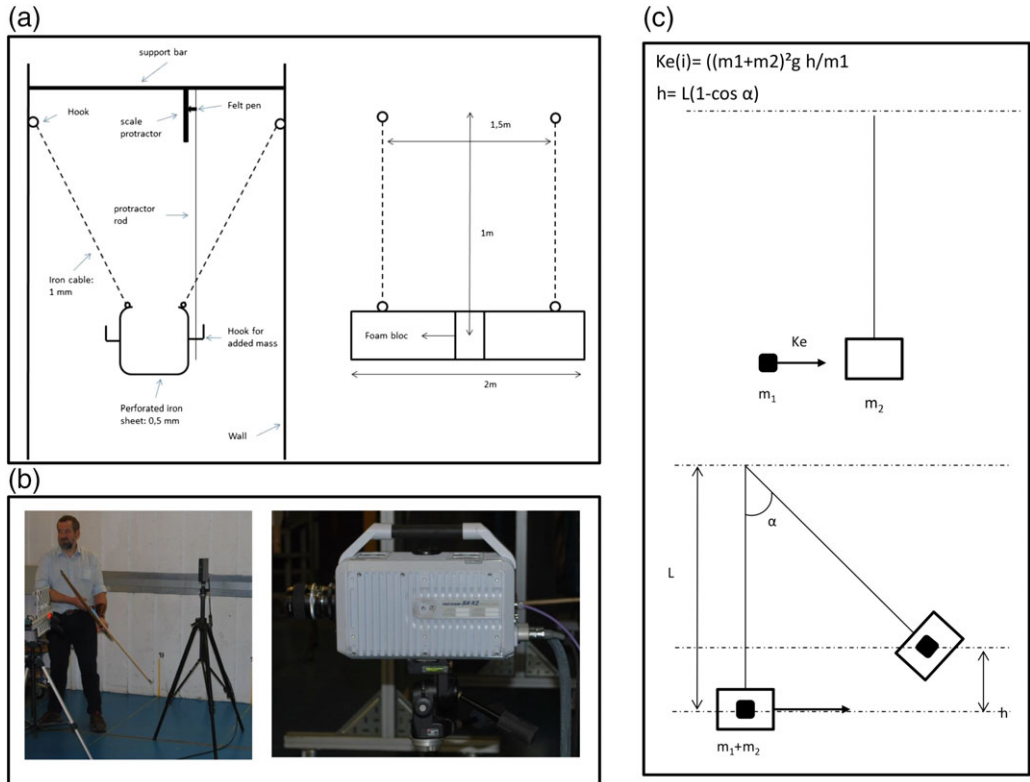 (a)
support bar
Hook
scale
protractor
Felt pen
protractor
rod
Iron cable:
1 mm
Hook for
added mass
Perforated iron
sheet: 0,5 mm
Wall
1,5m
1m
Foam bloc
2m
(b)
(c)
Ke(i)= ((m1+m2)²g h/m1
h= L(1-cos α)
Ke
m₁
m₂
α
L
h
m₁+m₂